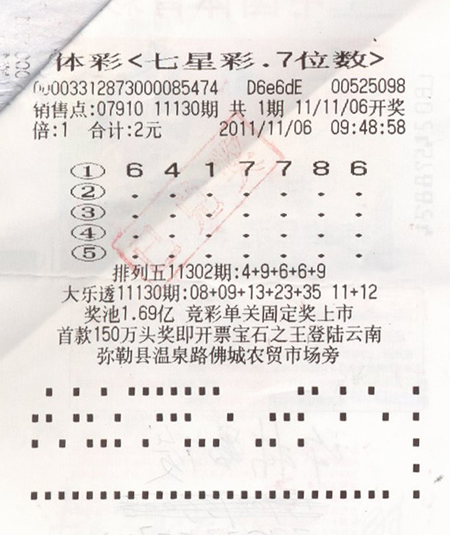 体彩<七星彩.7位数>
000331287300008547​4 D6e6dE 00525098
销售点:07910 11130期 共 1期 11/11/06开奖
倍:1 合计:2元 2011/11/06 09:48:58
① 6 4 1 7 7 8 6
② . . . . . . .
③ . . . . . . .
④ . . . . . . .
⑤ . . . . . . .
排列五11302期:4+9+6+6+9
大乐透11130期:08+09+13+23+35 11+12
奖池1.69亿 竞彩单关固定奖上市
首款150万头奖即开票宝石之王登陆云南
弥勒县温泉路佛城农贸市场旁